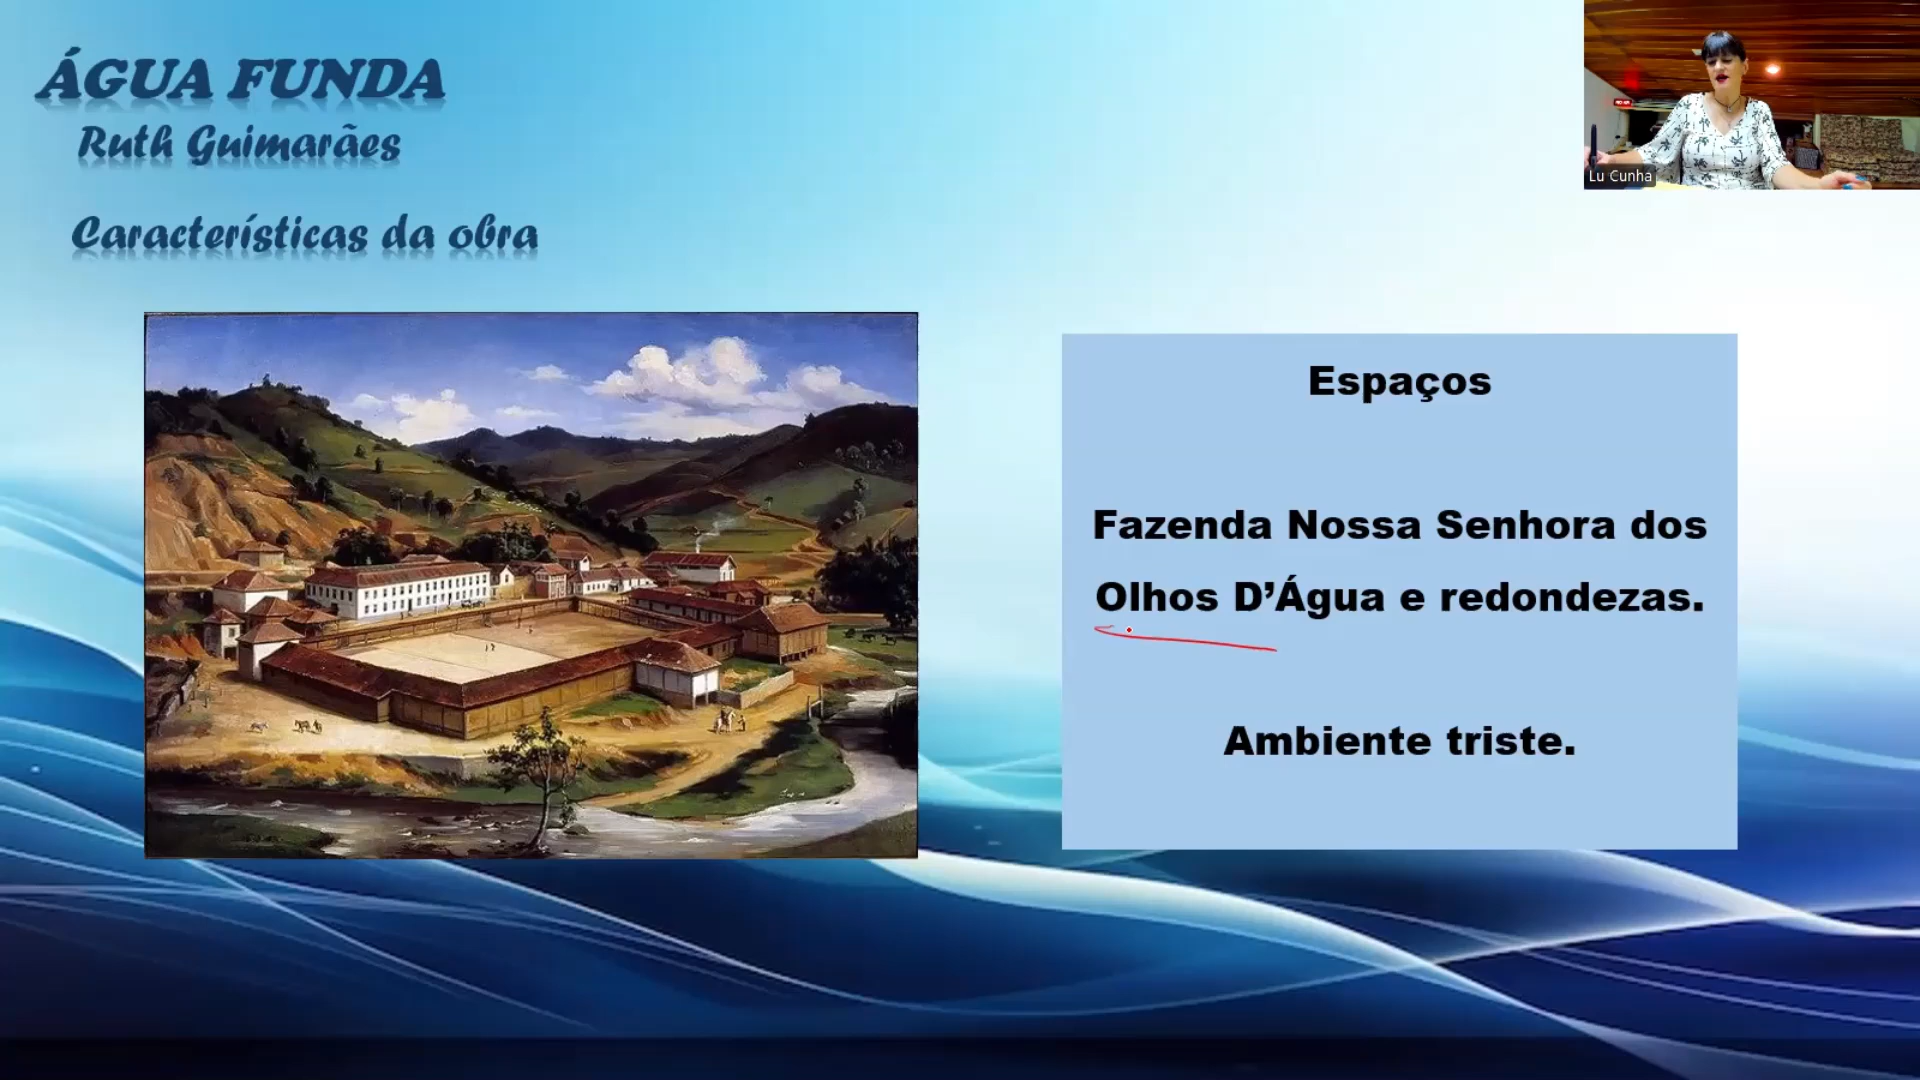 ÁGUA FUNDA
Ruth Guimarães
Características da obra
Espaços
Fazenda Nossa Senhora dos
Olhos D’Água e redondezas.
Ambiente triste.
Lu Cunha